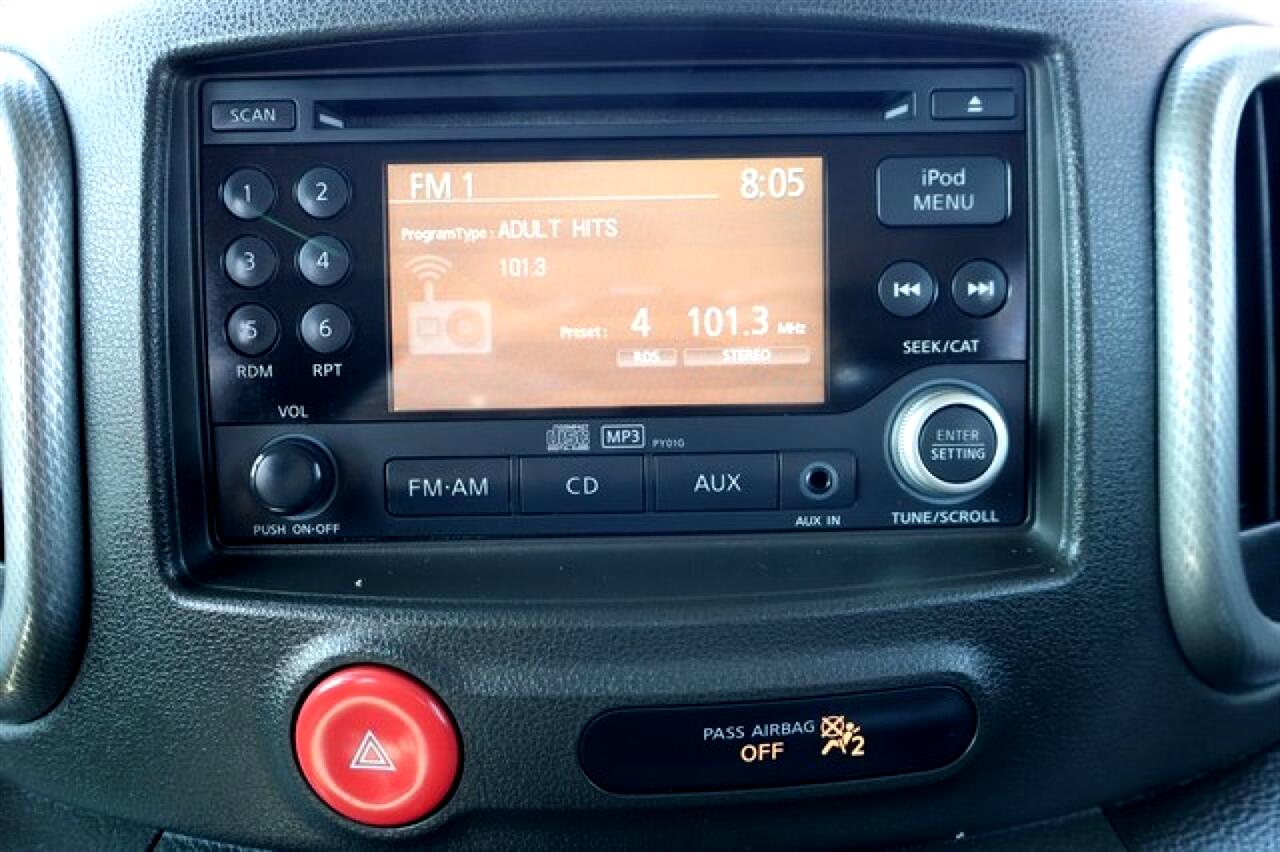 SCAN
1 2
3 4
5 6
RDM RPT
VOL
PUSH ON·OFF
FM 1 8:05
ProgramType : ADULT HITS
101.3
Preset : 4 101.3 MHz
RDS STEREO
iPod
MENU
SEEK/CAT
disc MP3 PY01G
FM·AM CD AUX
AUX IN
ENTER
SETTING
TUNE/SCROLL
PASS AIRBAG
OFF
2